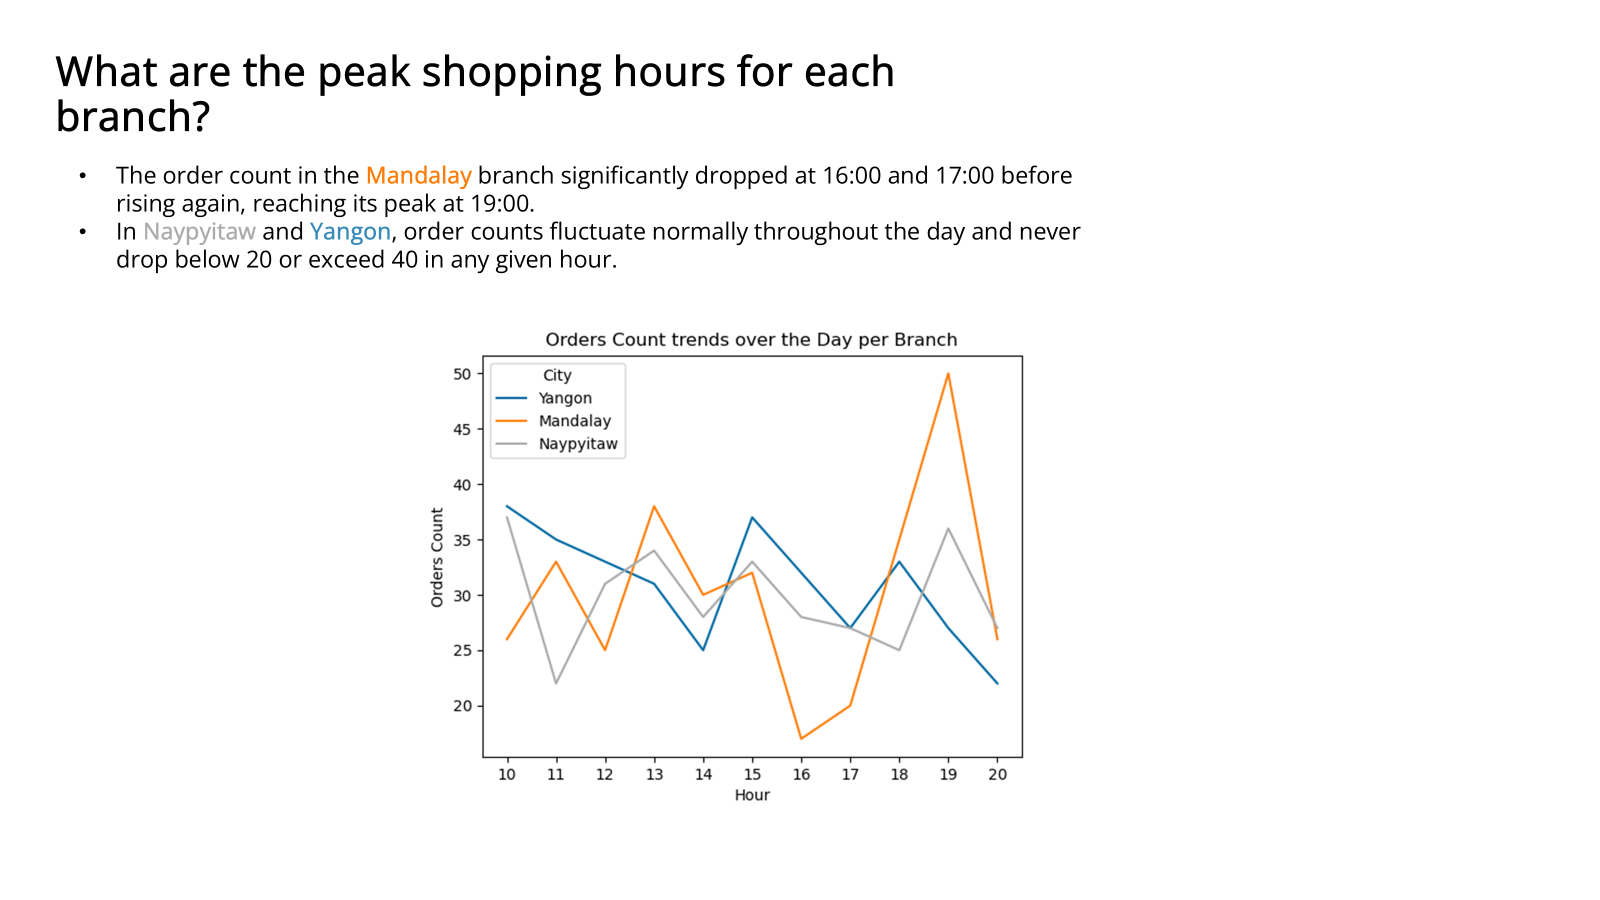 What are the peak shopping hours for each
branch?
• The order count in the Mandalay branch significantly dropped at 16:00 and 17:00 before
rising again, reaching its peak at 19:00.
• In Naypyitaw and Yangon, order counts fluctuate normally throughout the day and never
drop below 20 or exceed 40 in any given hour.
Orders Count trends over the Day per Branch
City
Yangon
Mandalay
Naypyitaw
Orders Count
50
45
40
35
30
25
20
10 11 12 13 14 15 16 17 18 19 20
Hour